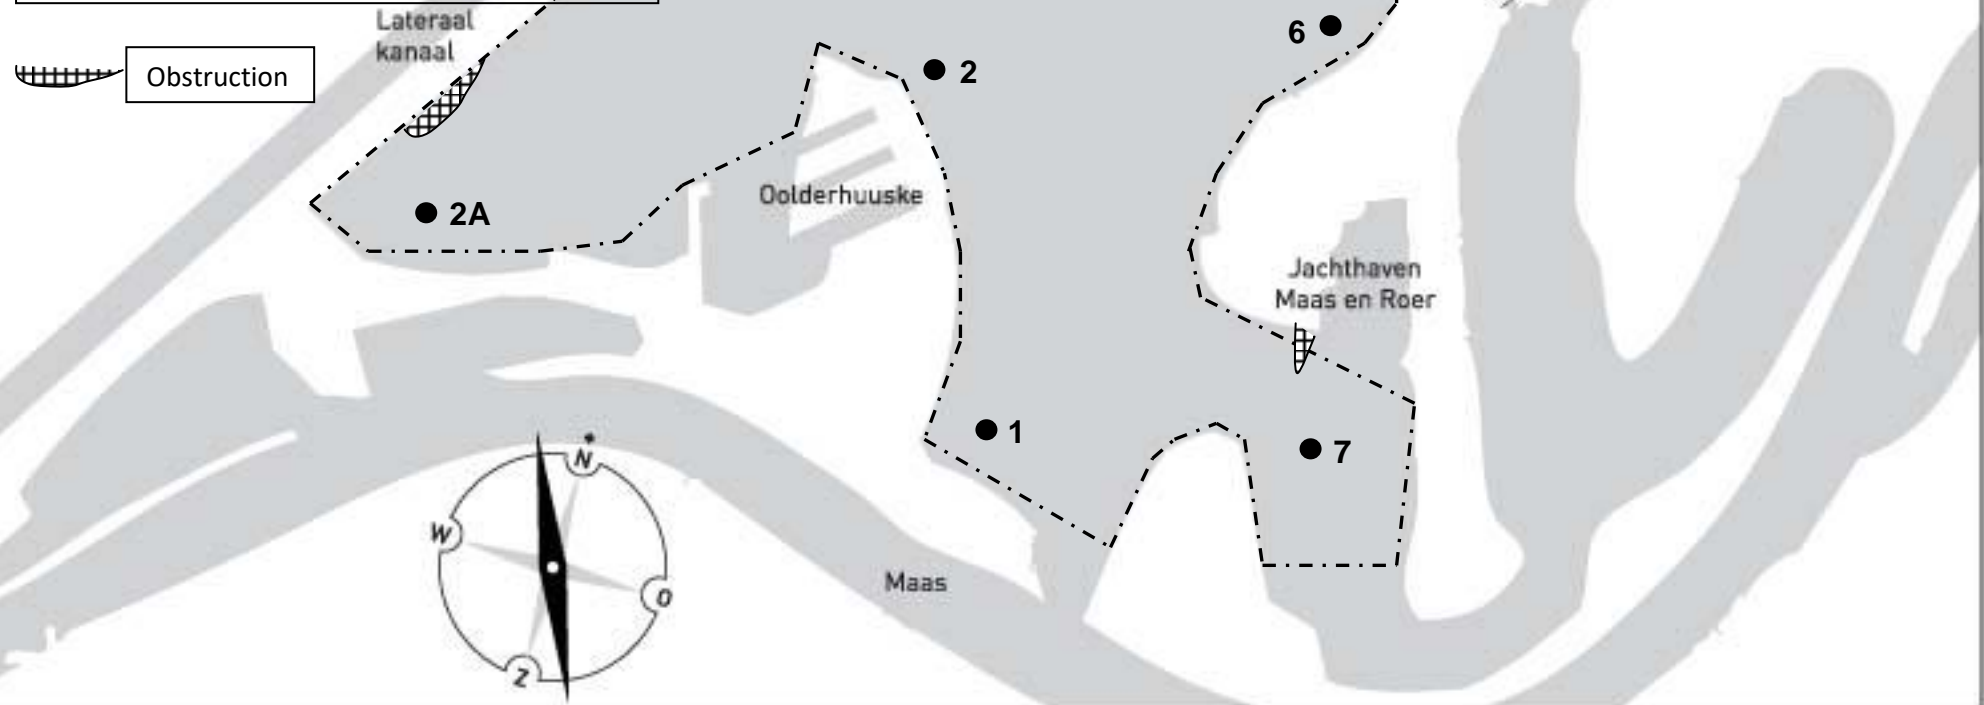 Lateraal
kanaal
Obstruction
6
2
2A
Oolderhuuske
Jachthaven
Maas en Roer
1
7
N
W
O
Z
Maas